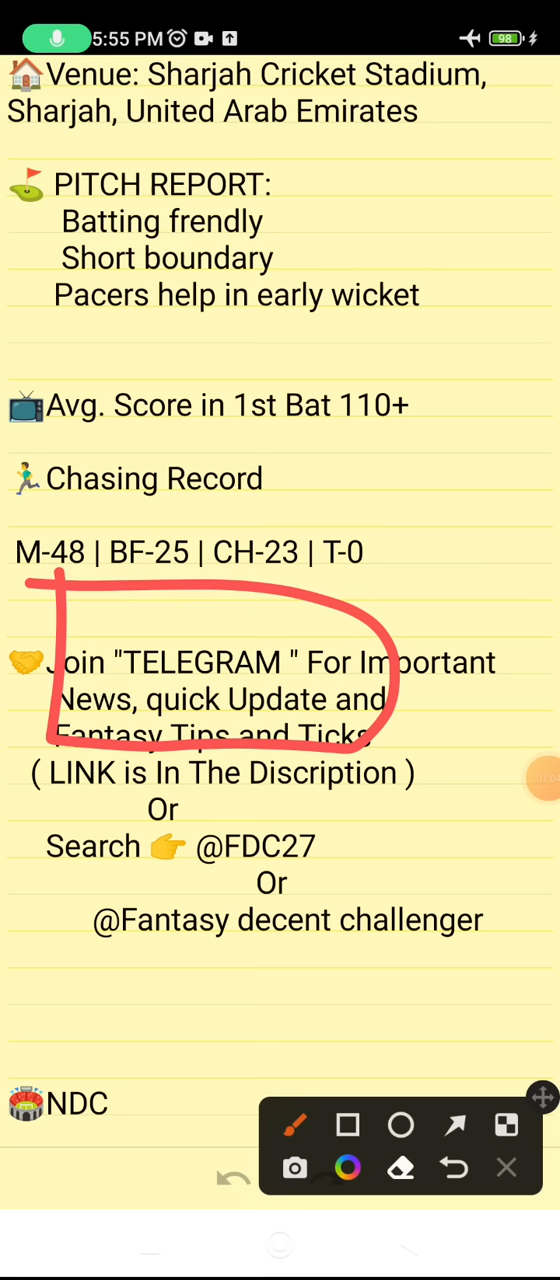 5:55 PM
98
Venue: Sharjah Cricket Stadium,
Sharjah, United Arab Emirates
PITCH REPORT:
Batting frendly
Short boundary
Pacers help in early wicket
Avg. Score in 1st Bat 110+
Chasing Record
M-48 | BF-25 | CH-23 | T-0
Join "TELEGRAM " For Important
News, quick Update and
Fantasy Tips and Ticks
( LINK is In The Discription )
Or
Search 👉 @FDC27
Or
@Fantasy decent challenger
NDC